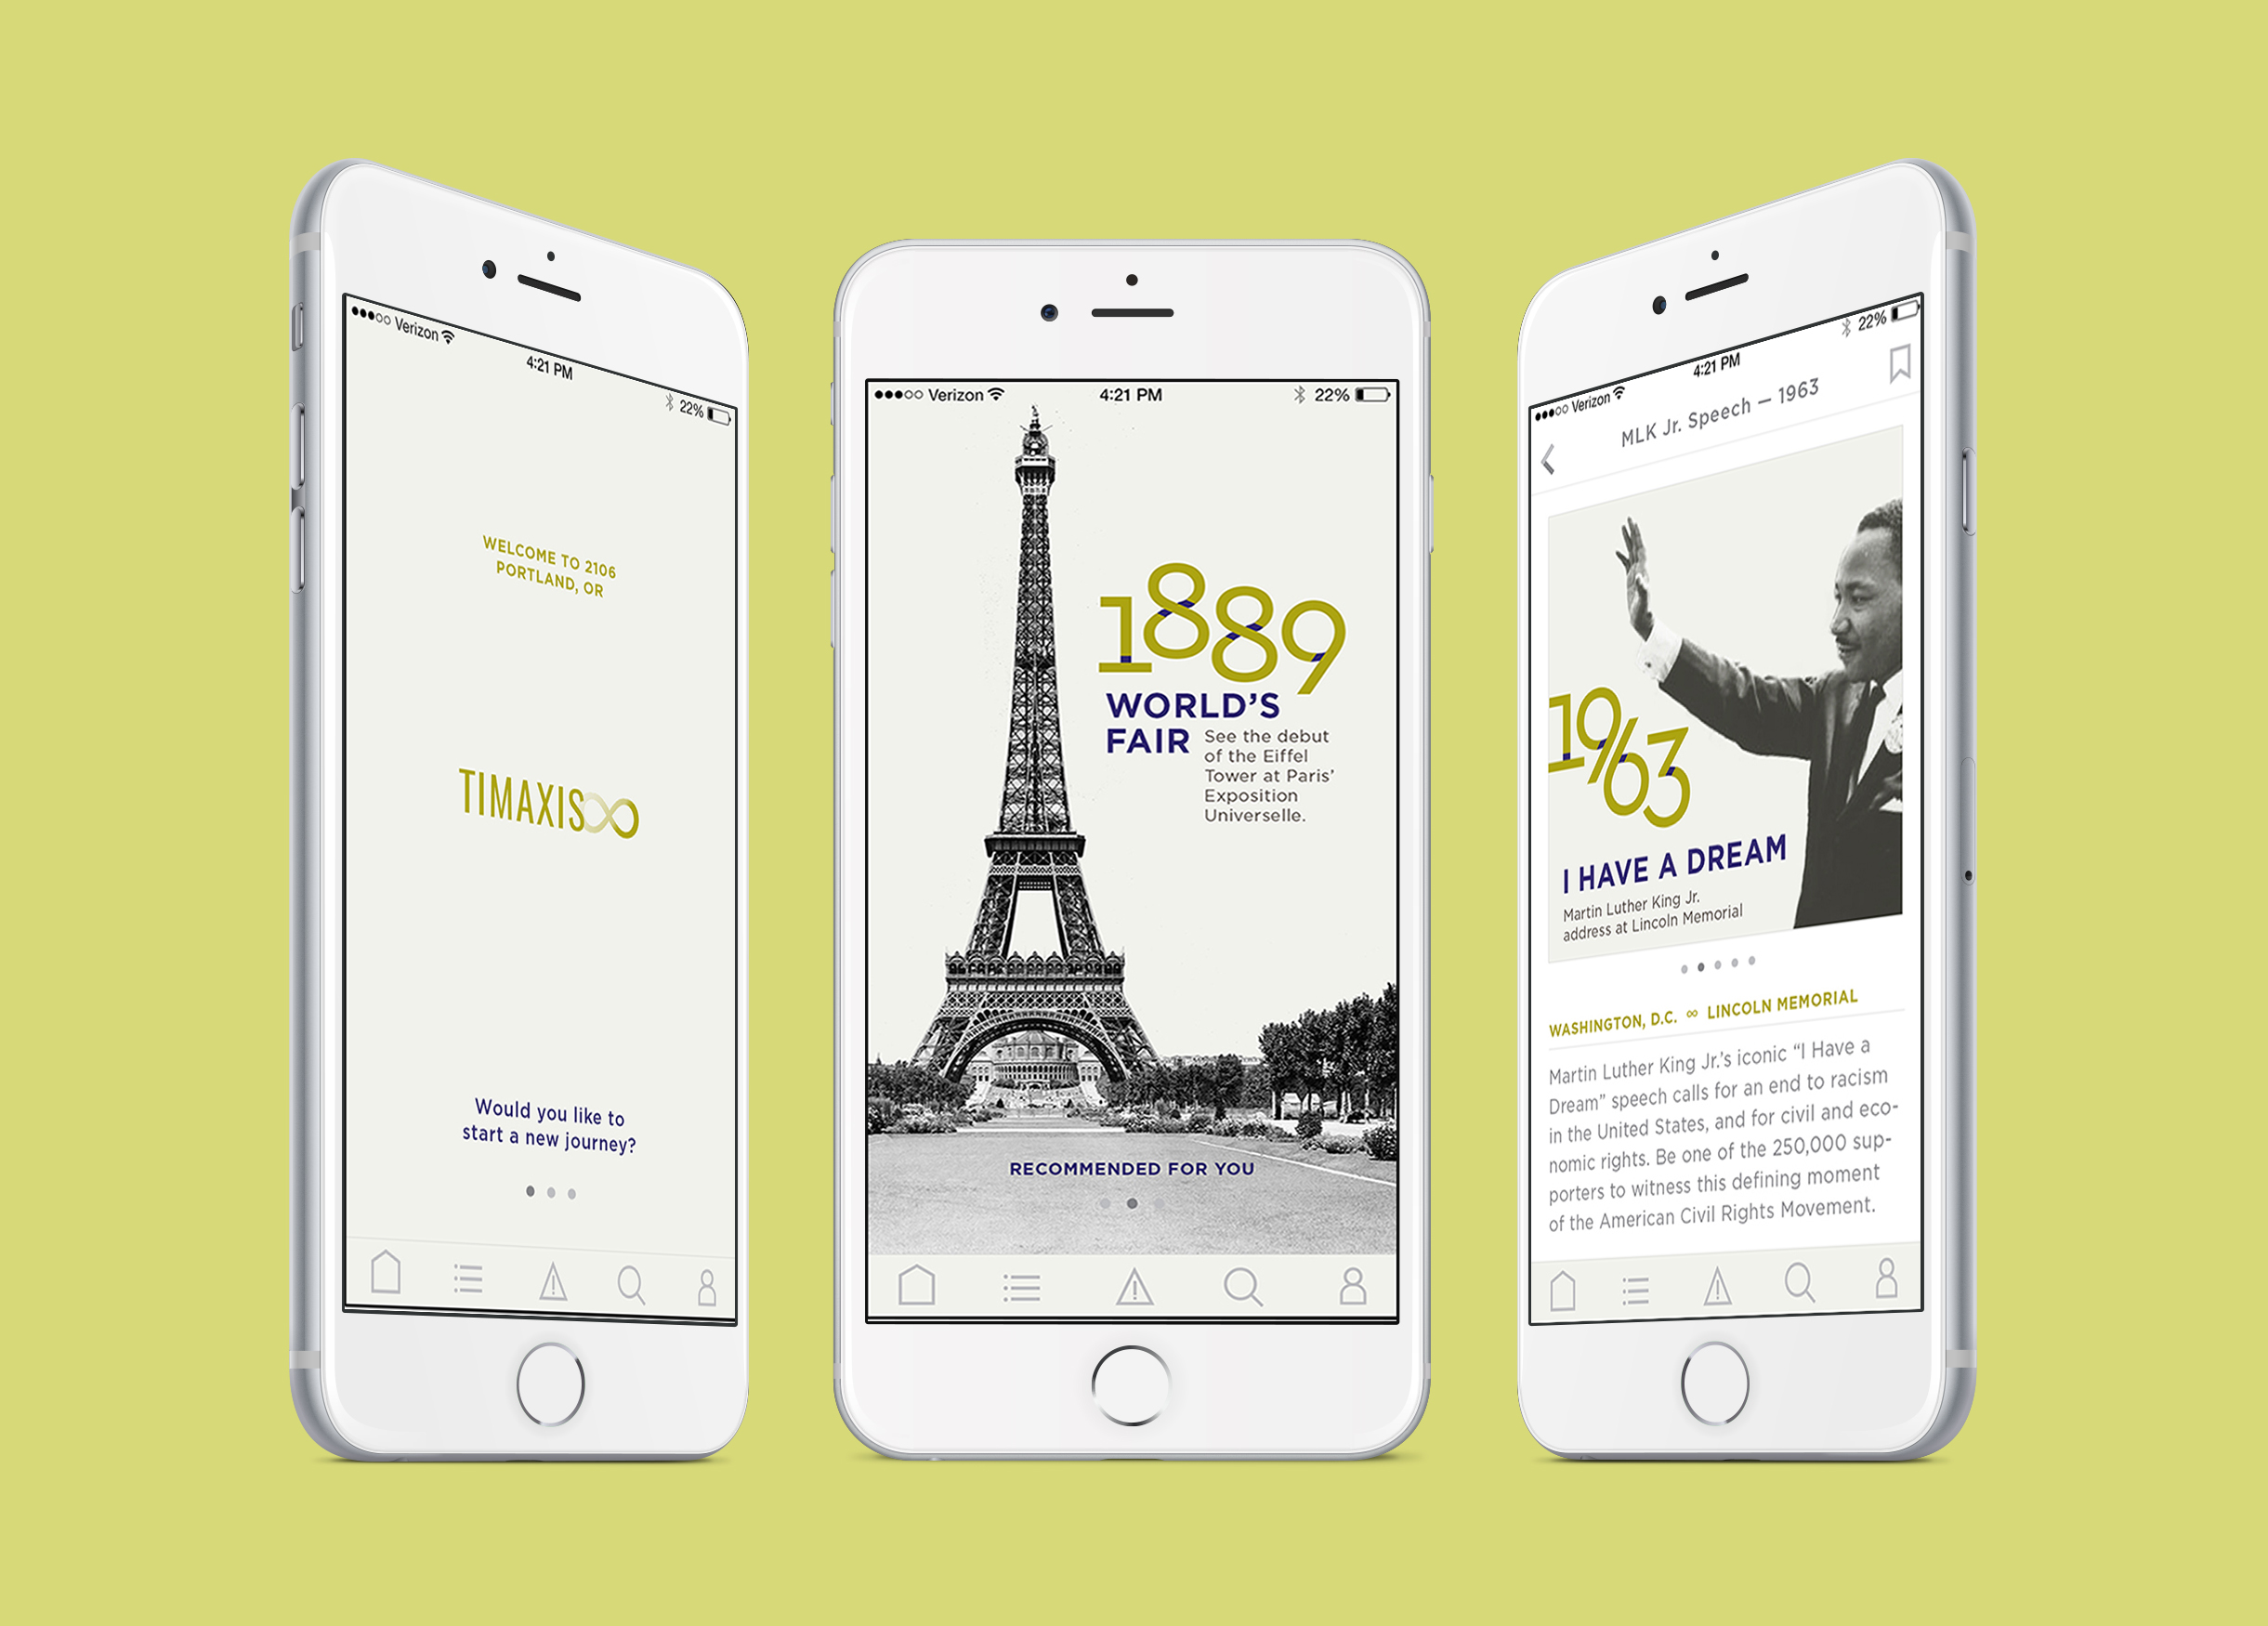 Verizon
4:21 PM
22%
WELCOME TO 2106
PORTLAND, OR
TIMAXIS
Would you like to
start a new journey?
Verizon
4:21 PM
22%
1889
WORLD'S
FAIR
See the debut
of the Eiffel
Tower at Paris'
Exposition
Universelle.
RECOMMENDED FOR YOU
Verizon
4:21 PM
22%
MLK Jr. Speech — 1963
1963
I HAVE A DREAM
Martin Luther King Jr.
address at Lincoln Memorial
WASHINGTON, D.C. ∞ LINCOLN MEMORIAL
Martin Luther King Jr.'s iconic “I Have a
Dream” speech calls for an end to racism
in the United States, and for civil and eco-
nomic rights. Be one of the 250,000 sup-
porters to witness this defining moment
of the American Civil Rights Movement.